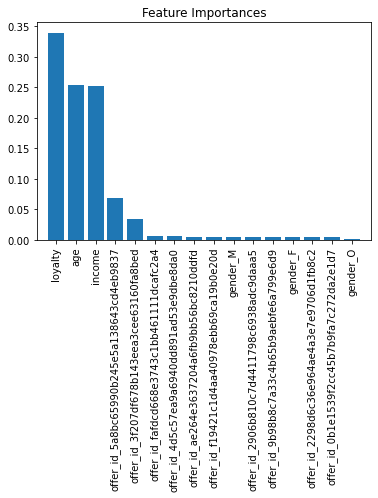 Feature Importances
0.35
0.30
0.25
0.20
0.15
0.10
0.05
0.00
loyalty
age
income
offer_id_5a8bc65990b245e5a138643cd4eb9837
offer_id_3f207df678b143eea3cee63160fa8bed
offer_id_fafdcd668e3743c1bb461111dcafc2a4
offer_id_4d5c57ea9a6940dd891ad53e9dbe8da0
offer_id_ae264e3637204a6fb9bb56bc8210ddfd
offer_id_f19421c1d4aa40978ebb69ca19b0e20d
gender_M
offer_id_2906b810c7d4411798c6938adc9daaa5
offer_id_9b98b8c7a33c4b65b9aebfe6a799e6d9
gender_F
offer_id_2298d6c36e964ae4a3e7e9706d1fb8c2
offer_id_0b1e1539f2cc45b7b9fa7c272da2e1d7
gender_O